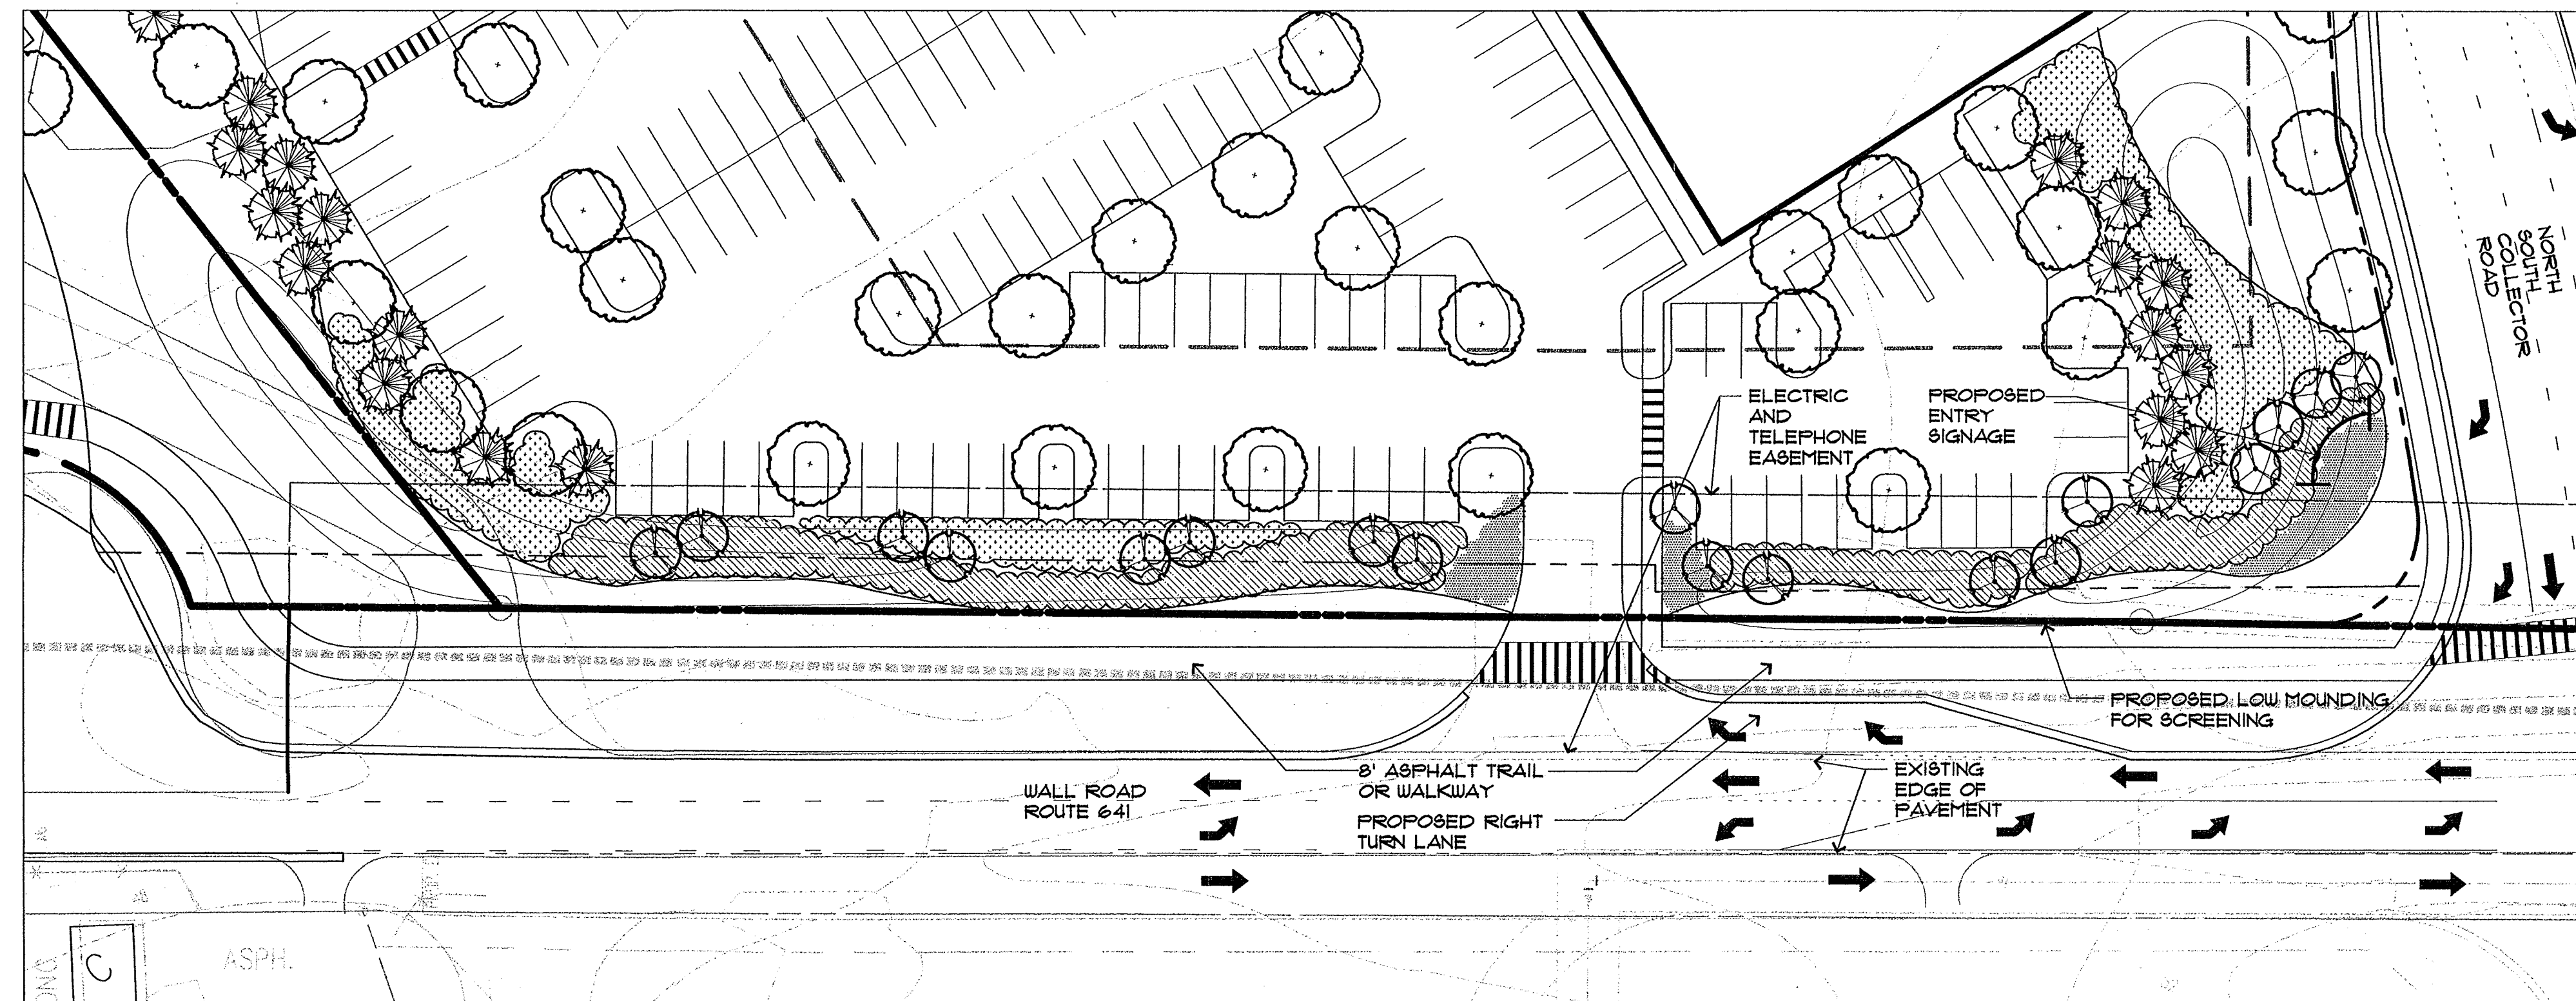 NORTH
SOUTH
COLLECTOR
ROAD
ELECTRIC
AND
TELEPHONE
EASEMENT
PROPOSED
ENTRY
SIGNAGE
PROPOSED LOW MOUNDING
FOR SCREENING
8' ASPHALT TRAIL
OR WALKWAY
PROPOSED RIGHT
TURN LANE
WALL ROAD
ROUTE 641
EXISTING
EDGE OF
PAVEMENT
ASPH.
C